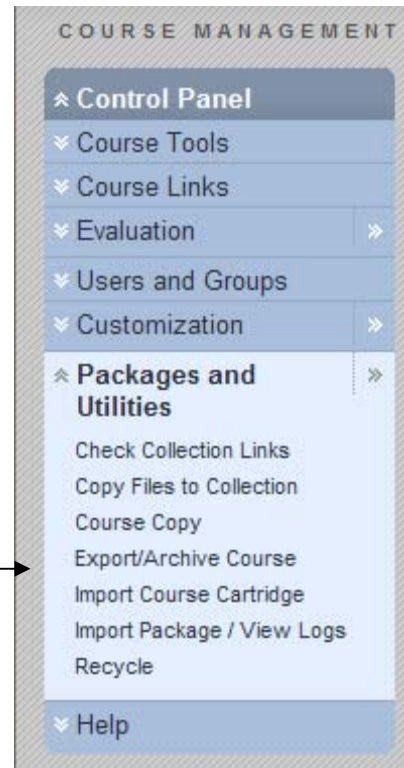 COURSE MANAGEMENT
Control Panel
Course Tools
Course Links
Evaluation
Users and Groups
Customization
Packages and
Utilities
Check Collection Links
Copy Files to Collection
Course Copy
Export/Archive Course
Import Course Cartridge
Import Package / View Logs
Recycle
Help